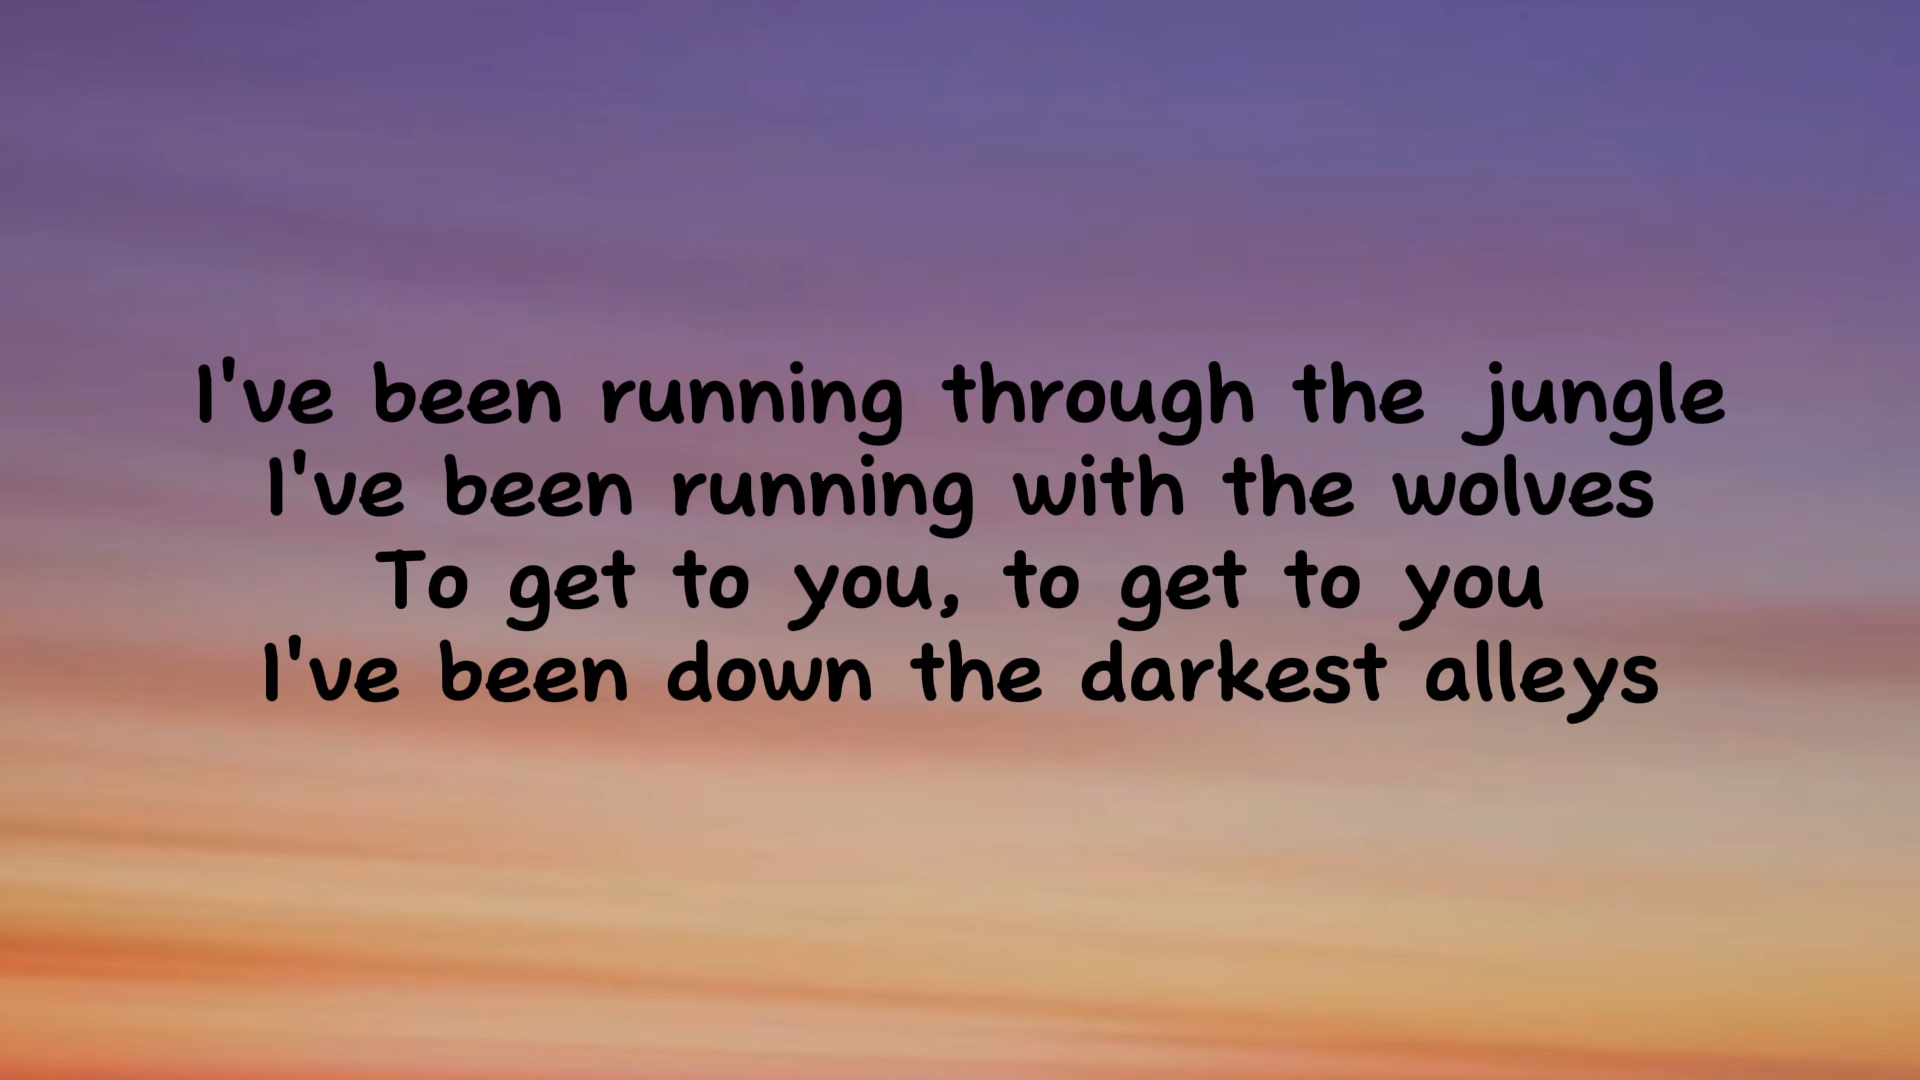 I've been running through the jungle
I've been running with the wolves
To get to you, to get to you
I've been down the darkest alleys